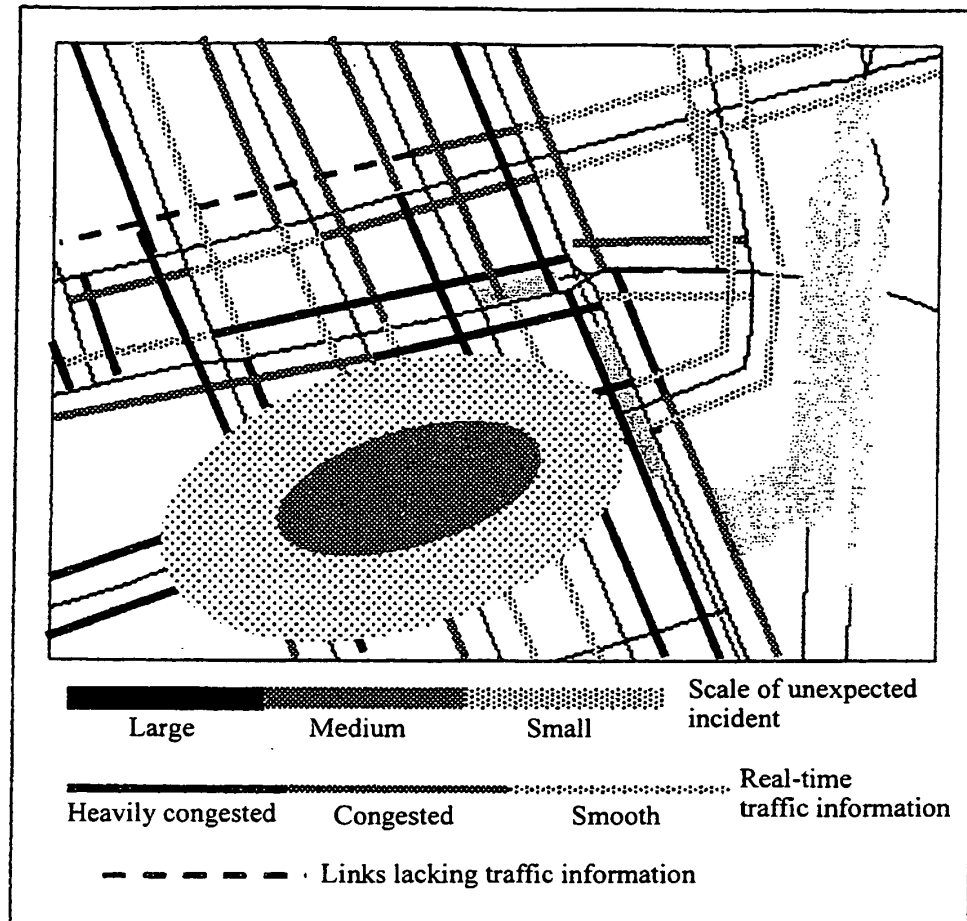 Large Medium Small
Scale of unexpected
incident
Heavily congested Congested Smooth
Real-time
traffic information
Links lacking traffic information